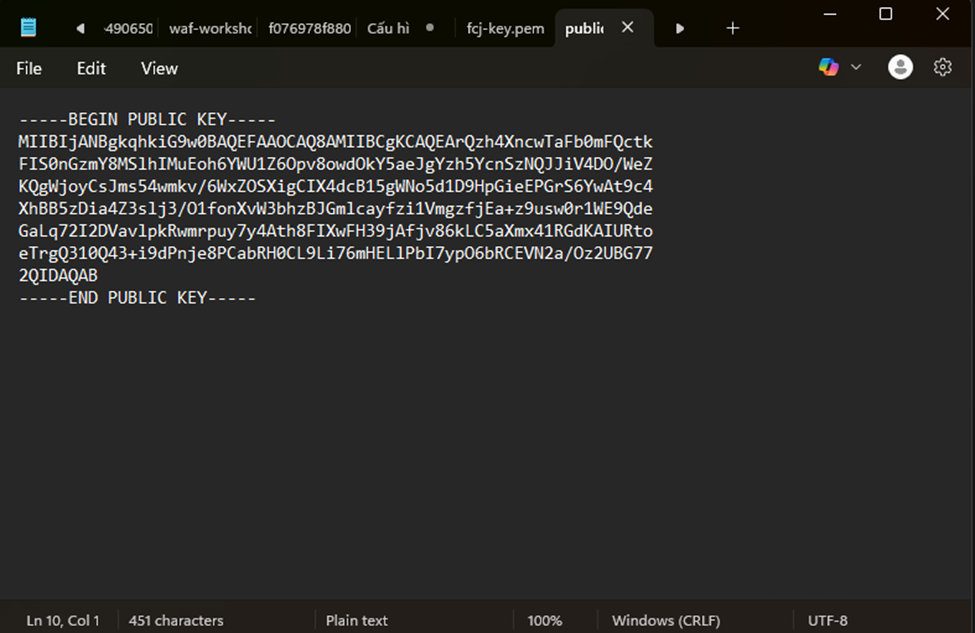 490650 waf-worksho f076978f880 Cấu hì fcj-key.pem public
File Edit View
-----BEGIN PUBLIC KEY-----
MIIBIjANBgkqhkiG9w0BAQEFAAOCAQ8AMIIBCgKCAQEArQzh4XncwTaFb0mFQctk
FIS0nGzmY8MSlhIMuEoh6YWU1Z6Opv8owdOkY5aeJgYzh5YcnSzNQJJiV4DO/WeZ
KQgWjoyCsJms54wmkv/6WxZOSXigCIX4dcB15gWNo5d1D9HpGieEPGrS6YwAt9c4
XhBB5zDia4Z3slj3/O1fonXvW3bhzBJGmlcayfzi1VmgzfjEa+z9usw0r1WE9Qde
GaLq72I2DVavlpkRwmrpuy7y4Ath8FIXwFH39jAfjv86kLC5aXmx41RGdKAIURto
eTrgQ310Q43+i9dPnje8PCabRH0CL9Li76mHELlPbI7ypO6bRCEVN2a/Oz2UBG77
2QIDAQAB
-----END PUBLIC KEY-----
Ln 10, Col 1 451 characters Plain text 100% Windows (CRLF) UTF-8